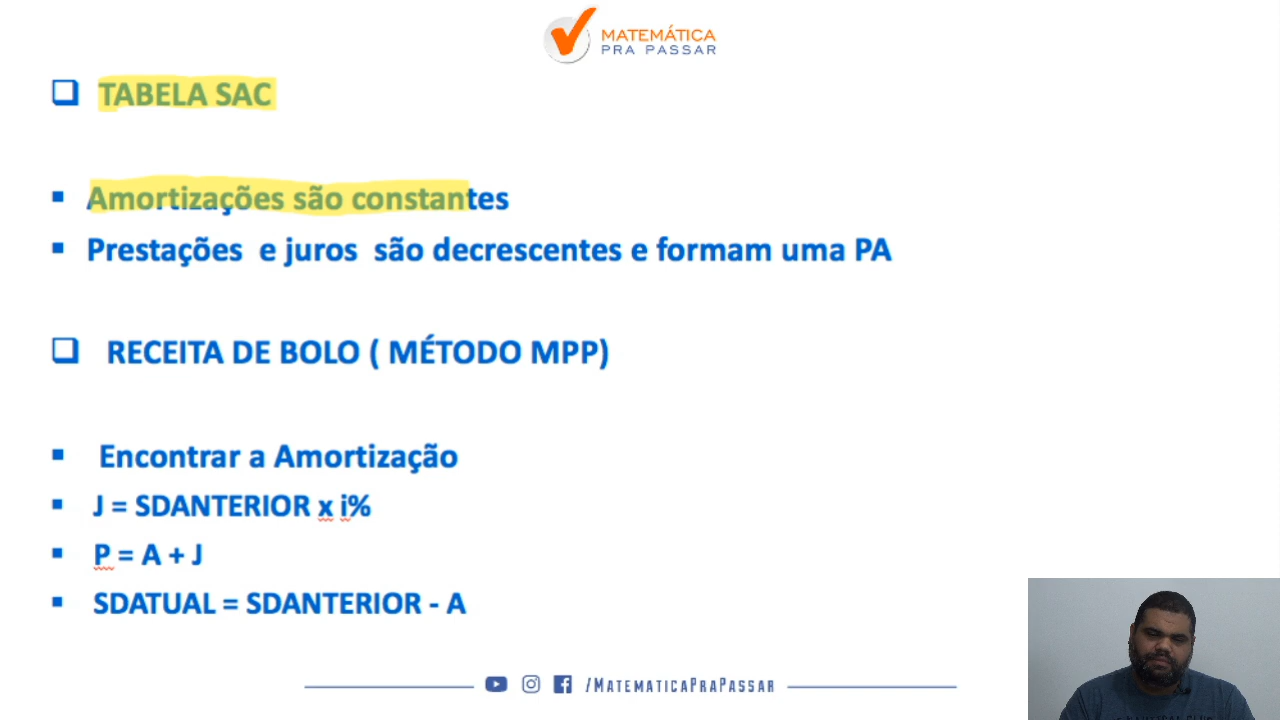 MATEMÁTICA
PRA PASSAR
TABELA SAC
Amortizações são constantes
Prestações e juros são decrescentes e formam uma PA
RECEITA DE BOLO ( MÉTODO MPP)
Encontrar a Amortização
J = SDANTERIOR x i%
P = A + J
SDATUAL = SDANTERIOR - A
/MATEMATICAPRAPASSAR